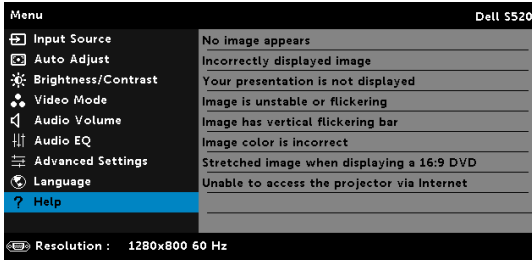 Menu Dell S520
Input Source
Auto Adjust
Brightness/Contrast
Video Mode
Audio Volume
Audio EQ
Advanced Settings
Language
? Help
No image appears
Incorrectly displayed image
Your presentation is not displayed
Image is unstable or flickering
Image has vertical flickering bar
Image color is incorrect
Stretched image when displaying a 16:9 DVD
Unable to access the projector via Internet
Resolution : 1280x800 60 Hz